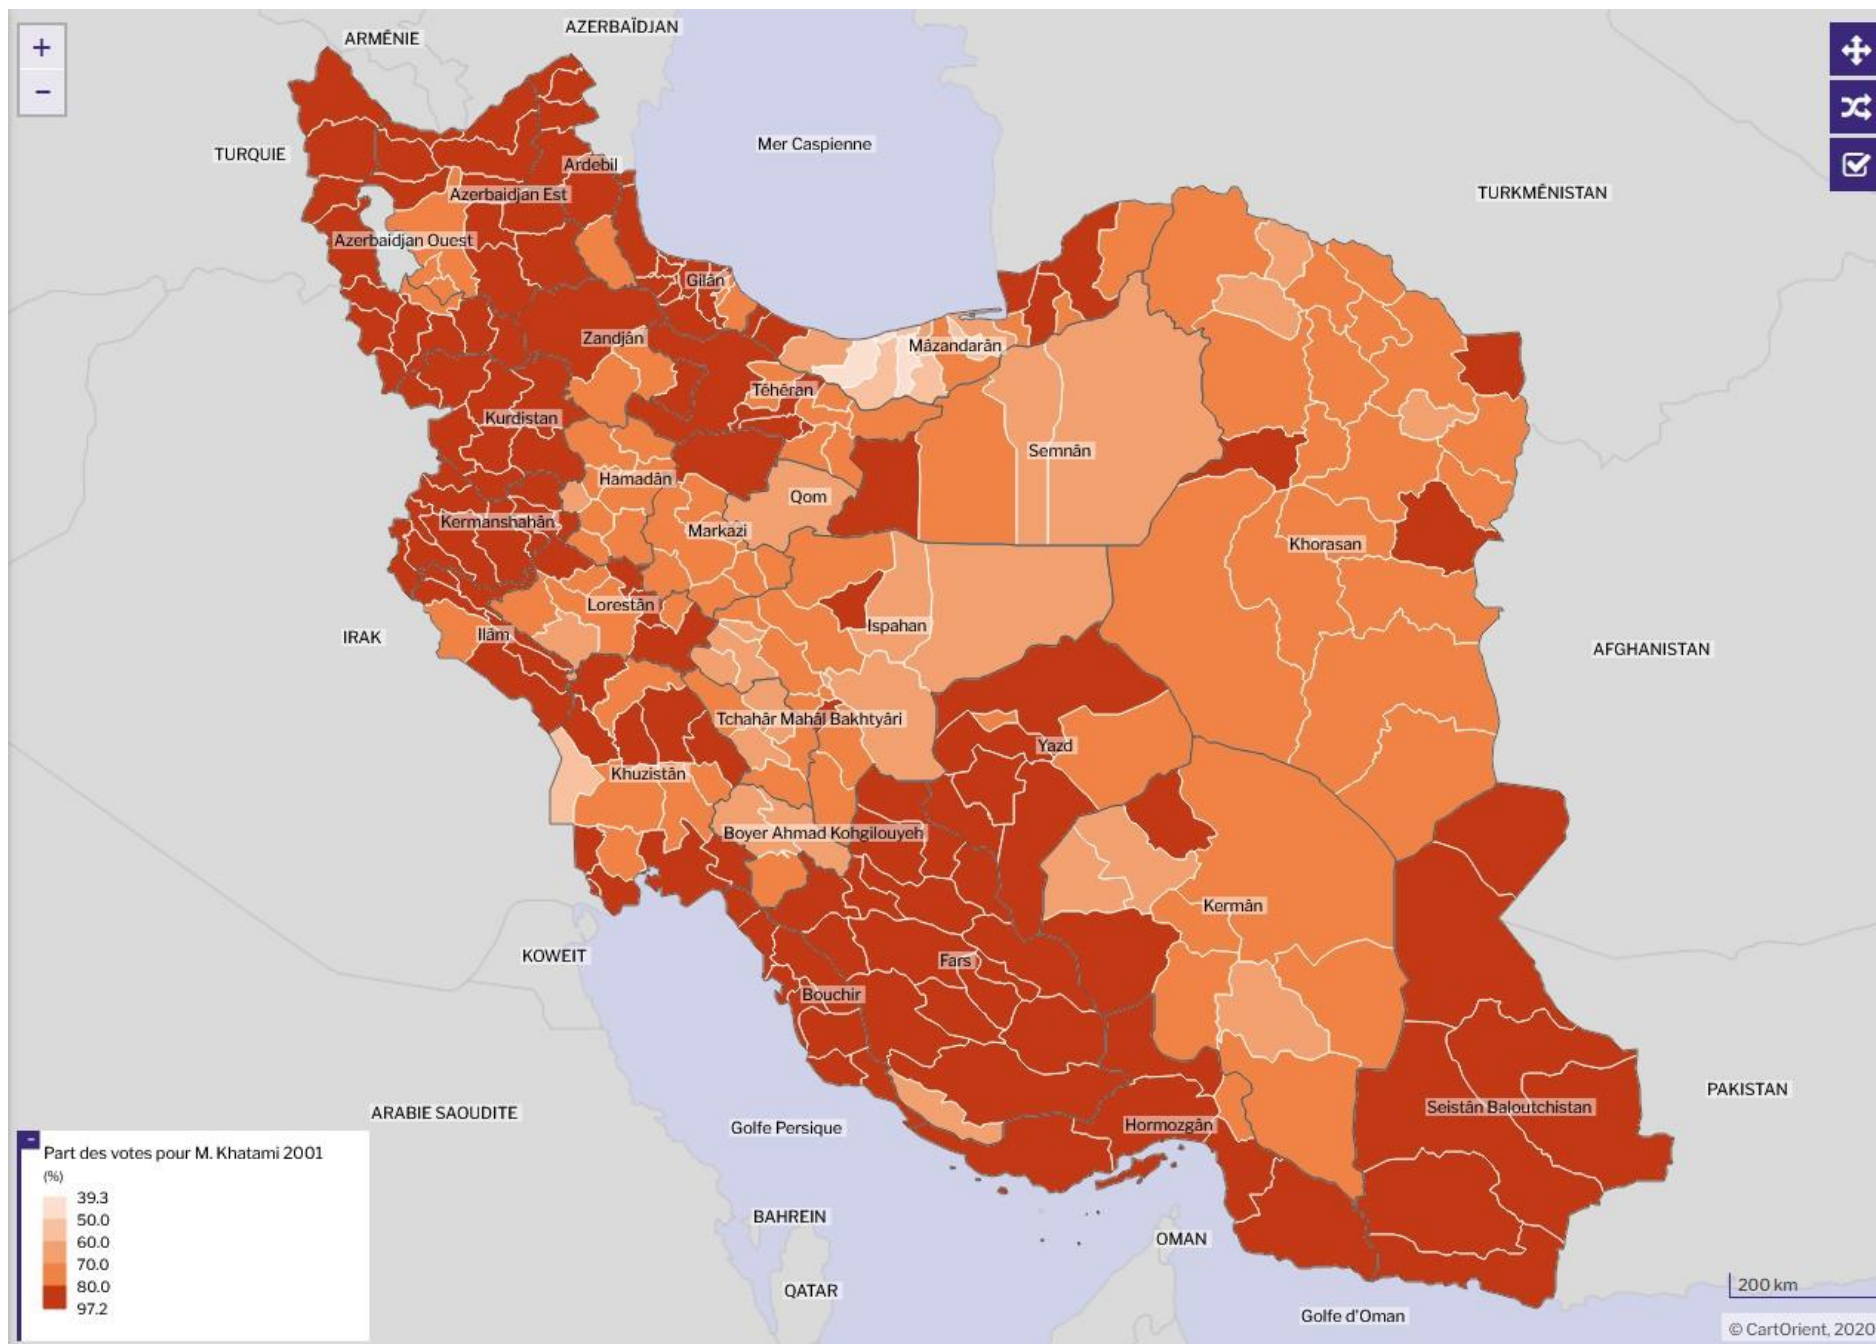 +
−
ARMÉNIE
AZERBAÏDJAN
TURQUIE
Mer Caspienne
TURKMÉNISTAN
Ardebil
Azerbaidjan Est
Azerbaidjan Ouest
Gilân
Zandjân
Mâzandarân
Téhéran
Kurdistan
Semnân
Hamadân
Qom
Kermanshahân
Markazi
Khorasan
Lorestân
Ispahan
Ilâm
IRAK
AFGHANISTAN
Tchahâr Mahâl Bakhtyâri
Yazd
Khuzistân
Boyer Ahmad Kohgilouyeh
Kermân
KOWEIT
Fars
Bouchir
PAKISTAN
ARABIE SAOUDITE
Seistân Baloutchistan
Golfe Persique
Hormozgân
-
Part des votes pour M. Khatami 2001
(%)
39.3
50.0
60.0
70.0
80.0
97.2
BAHREIN
OMAN
QATAR
200 km
Golfe d'Oman
© CartOrient, 2020